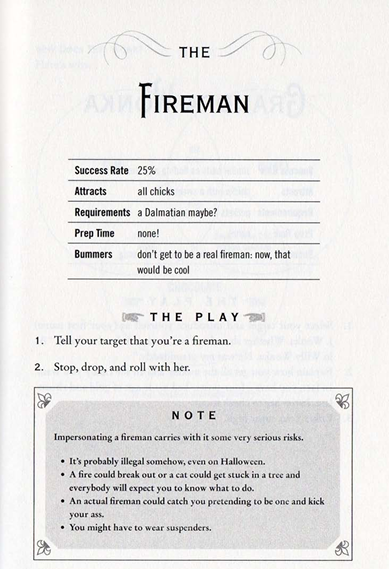 THE
FIREMAN
Success Rate 25%
Attracts all chicks
Requirements a Dalmatian maybe?
Prep Time none!
Bummers don't get to be a real fireman: now, that
would be cool
THE PLAY
1. Tell your target that you're a fireman.
2. Stop, drop, and roll with her.
NOTE
Impersonating a fireman carries with it some very serious risks.
• It's probably illegal somehow, even on Halloween.
• A fire could break out or a cat could get stuck in a tree and
everybody will expect you to know what to do.
• An actual fireman could catch you pretending to be one and kick
your ass.
• You might have to wear suspenders.